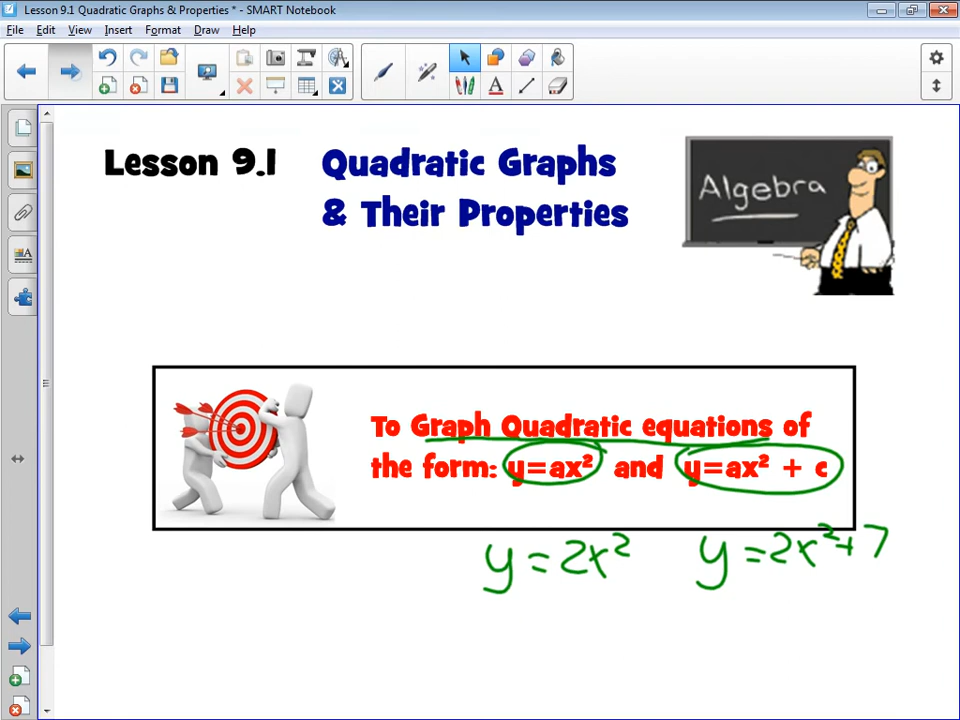 Lesson 9.1 Quadratic Graphs & Properties * - SMART Notebook
File Edit View Insert Format Draw Help
Lesson 9.1 Quadratic Graphs
& Their Properties
Algebra
To Graph Quadratic equations of
the form: y=ax² and y=ax² + c
y = 2x² y = 2x²+7